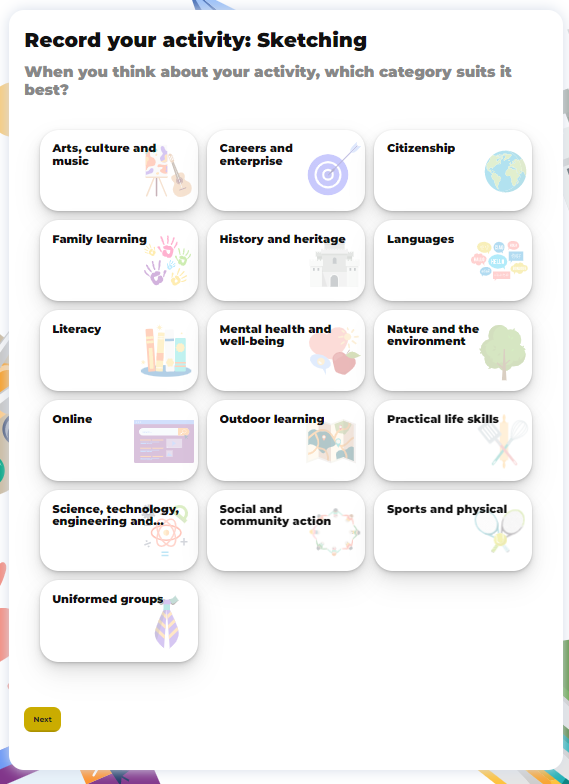 Record your activity: Sketching
When you think about your activity, which category suits it
best?
Arts, culture and
music
Careers and
enterprise
Citizenship
Family learning
History and heritage
Languages
Literacy
Mental health and
well-being
Nature and the
environment
Online
Outdoor learning
Practical life skills
Science, technology,
engineering and...
Social and
community action
Sports and physical
Uniformed groups
Next